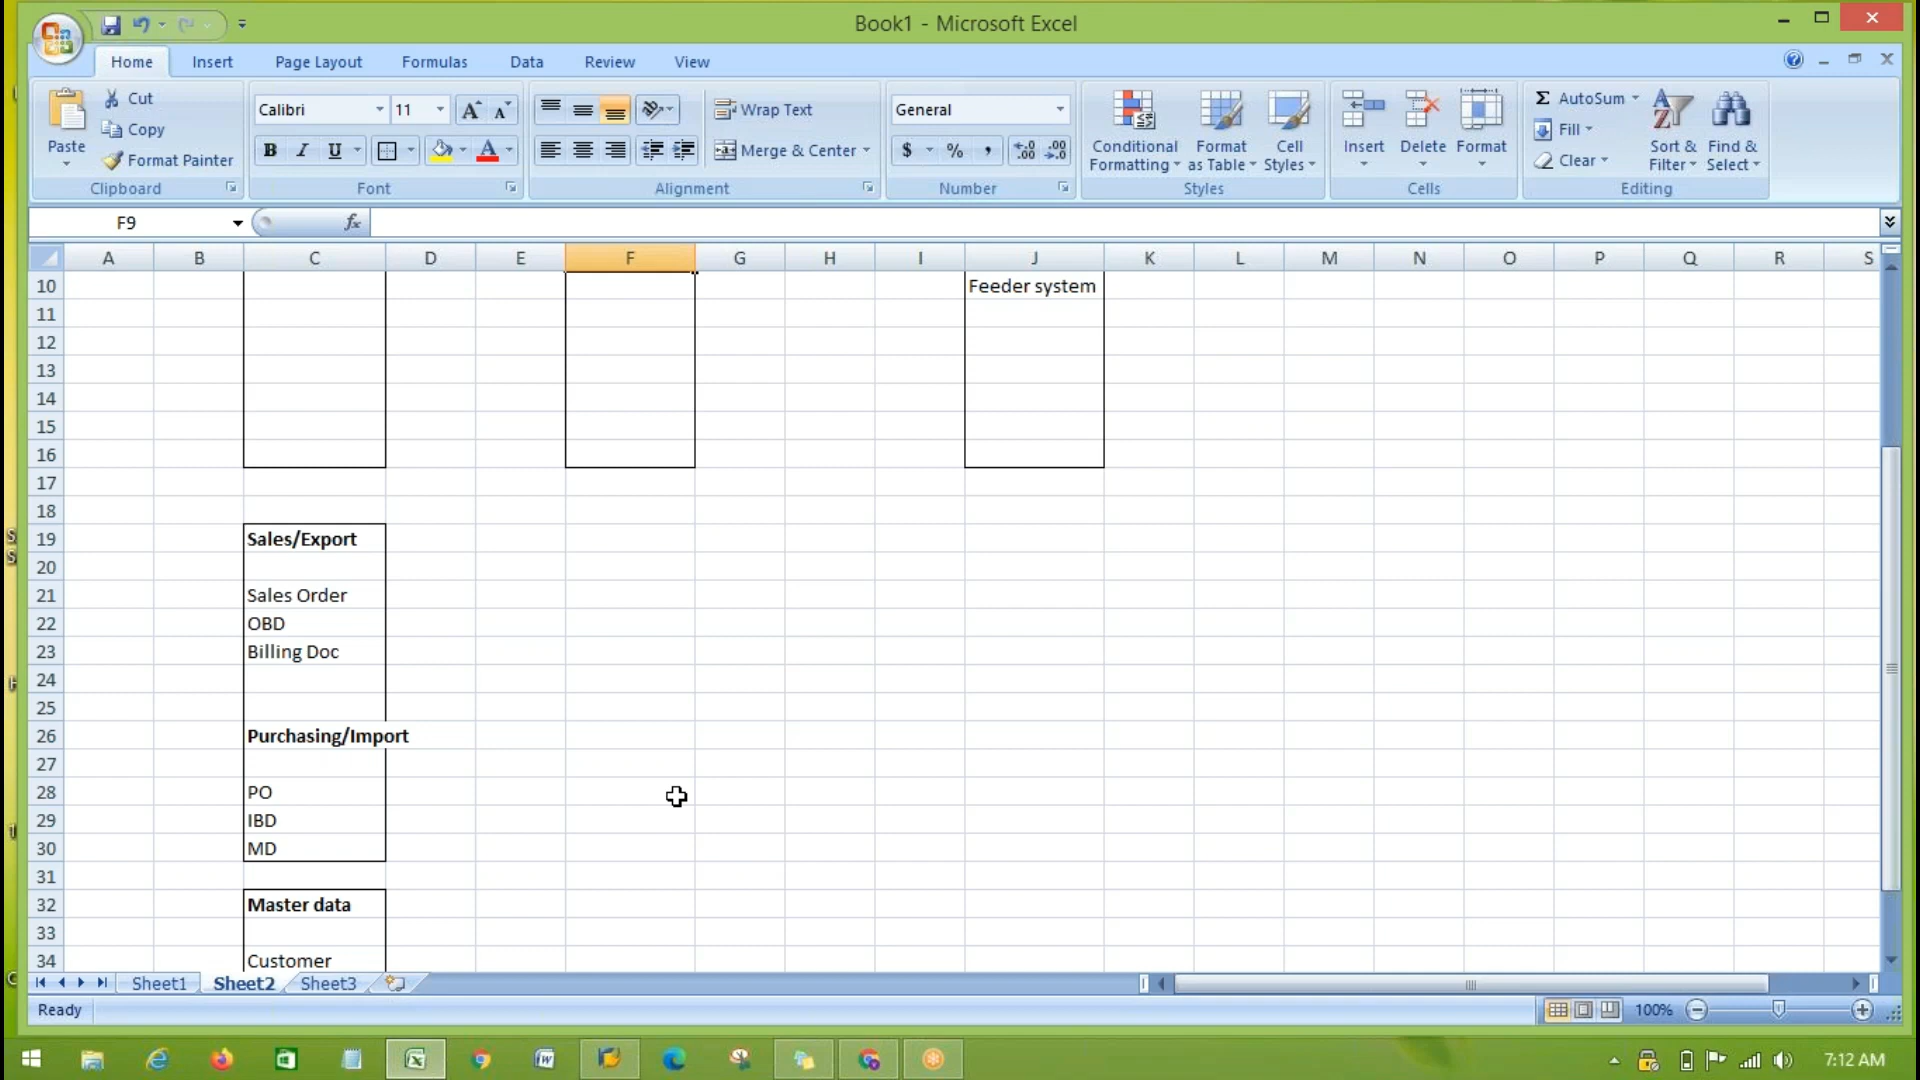 Book1 - Microsoft Excel
Home Insert Page Layout Formulas Data Review View
Paste
Cut
Copy
Format Painter
Clipboard
Calibri 11
B I U A
Font
Wrap Text
Merge & Center
Alignment
General
$ % ,
Number
Conditional Formatting
Format as Table
Cell Styles
Styles
Insert Delete Format
Cells
Σ AutoSum
Fill
Clear
Sort & Filter
Find & Select
Editing
F9 fx
A B C D E F G H I J K L M N O P Q R S
10 Feeder system
11
12
13
14
15
16
17
18
19 Sales/Export
20
21 Sales Order
22 OBD
23 Billing Doc
24
25
26 Purchasing/Import
27
28 PO
29 IBD
30 MD
31
32 Master data
33
34 Customer
Sheet1 Sheet2 Sheet3
Ready 100%
7:12 AM